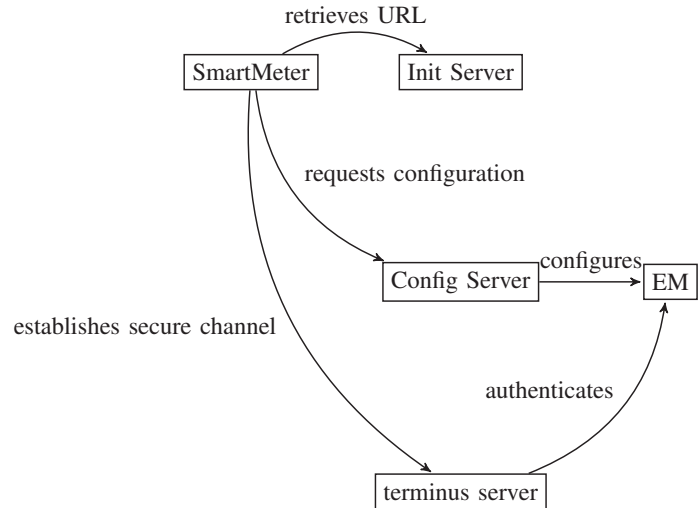 retrieves URL
SmartMeter
Init Server
requests configuration
Config Server
configures
EM
establishes secure channel
authenticates
terminus server